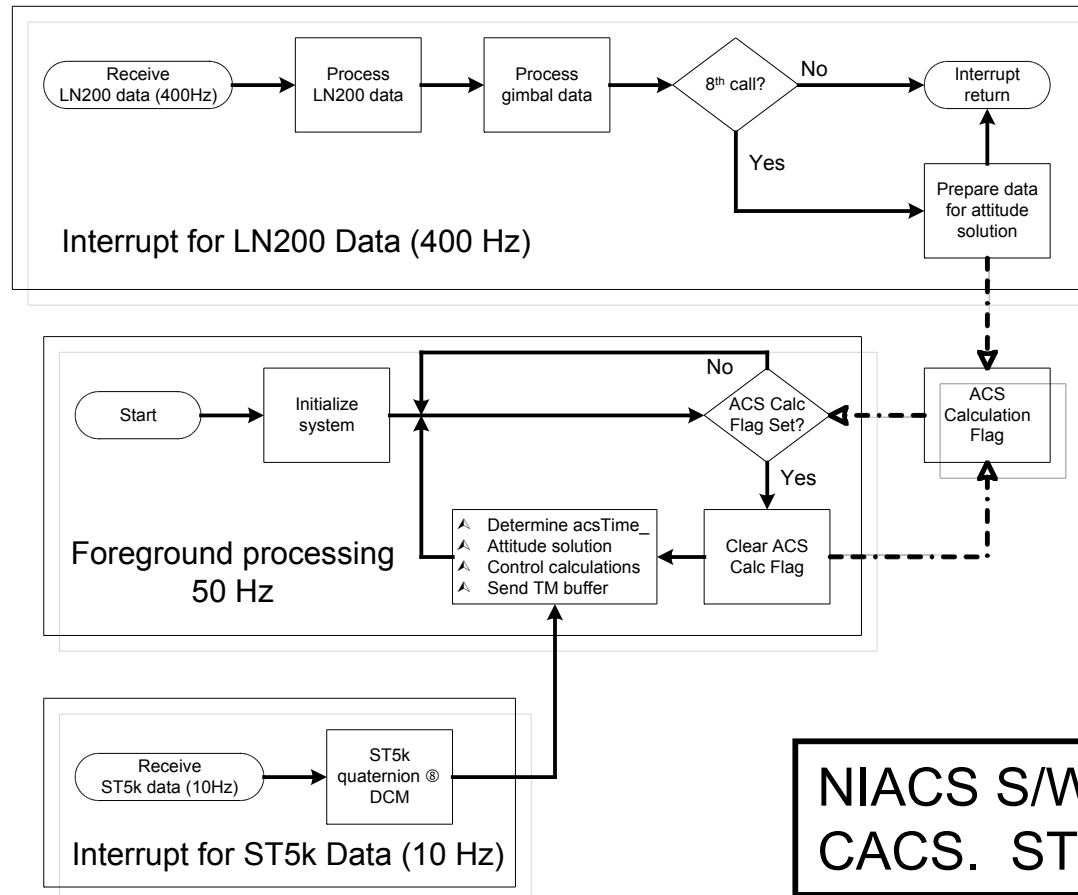 Receive
LN200 data (400Hz)
Process
LN200 data
Process
gimbal data
8th call?
No
Interrupt
return
Yes
Prepare data
for attitude
solution
Interrupt for LN200 Data (400 Hz)
Start
Initialize
system
No
ACS Calc
Flag Set?
ACS
Calculation
Flag
Yes
Determine acsTime_
Attitude solution
Control calculations
Send TM buffer
Clear ACS
Calc Flag
Foreground processing
50 Hz
Receive
ST5k data (10Hz)
ST5k
quaternion ®
DCM
Interrupt for ST5k Data (10 Hz)
NIACS S/W
CACS. ST